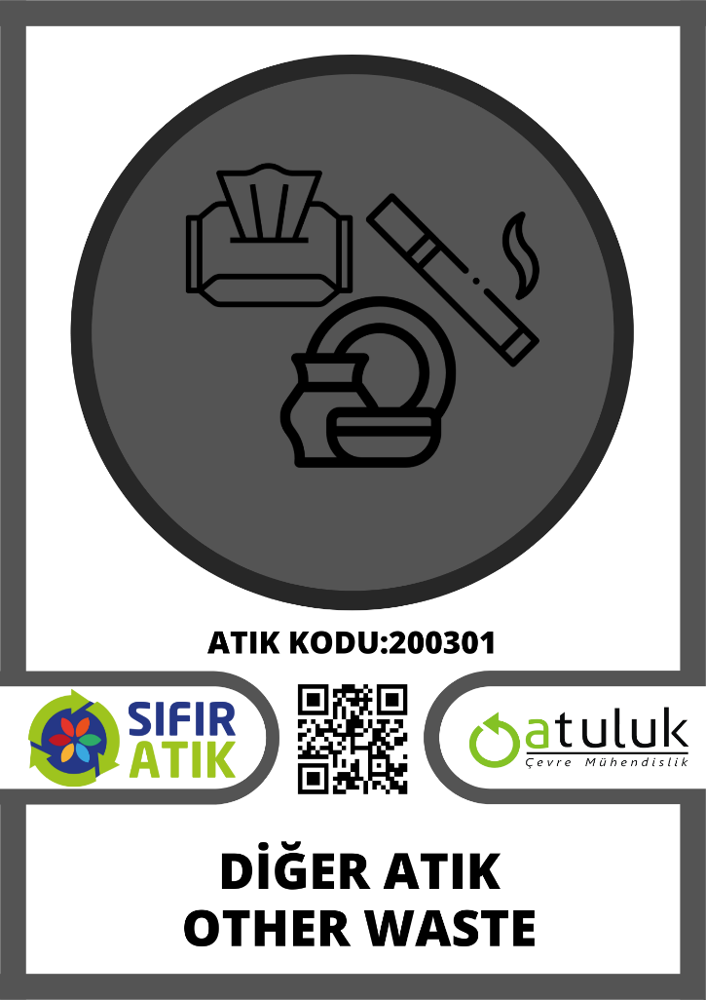 ATIK KODU:200301
SIFIR
ATIK
atuluk
Çevre Mühendislik
DİĞER ATIK
OTHER WASTE